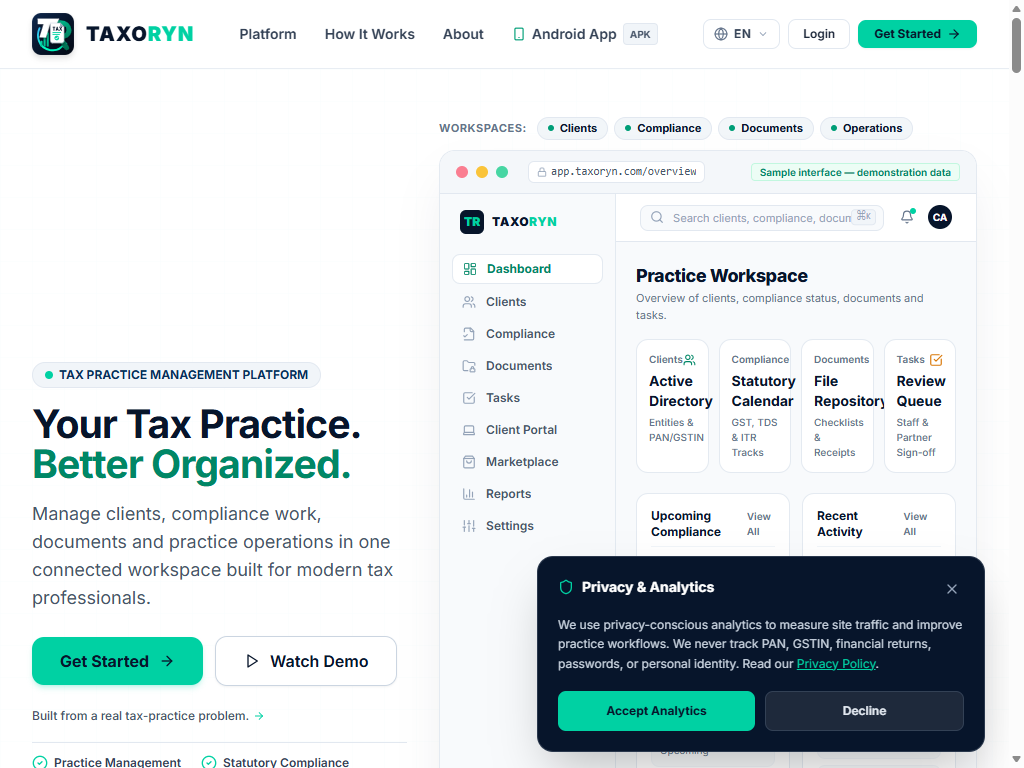 TAXORYN
Platform
How It Works
About
Android App APK
EN
Login
Get Started
TAX PRACTICE MANAGEMENT PLATFORM
Your Tax Practice.
Better Organized.
Manage clients, compliance work,
documents and practice operations in one
connected workspace built for modern tax
professionals.
Get Started
Watch Demo
Built from a real tax-practice problem.
Practice Management
Statutory Compliance
WORKSPACES:
Clients
Compliance
Documents
Operations
app.taxoryn.com/overview
Sample interface — demonstration data
TR TAXORYN
Search clients, compliance, docum
⌘K
CA
Dashboard
Clients
Compliance
Documents
Tasks
Client Portal
Marketplace
Reports
Settings
Practice Workspace
Overview of clients, compliance status, documents and
tasks.
Clients
Active
Directory
Entities &
PAN/GSTIN
Compliance
Statutory
Calendar
GST, TDS
& ITR
Tracks
Documents
File
Repository
Checklists
&
Receipts
Tasks
Review
Queue
Staff &
Partner
Sign-off
Upcoming
Compliance
View
All
Recent
Activity
View
All
Privacy & Analytics
We use privacy-conscious analytics to measure site traffic and improve
practice workflows. We never track PAN, GSTIN, financial returns,
passwords, or personal identity. Read our Privacy Policy.
Accept Analytics
Decline
Upcoming